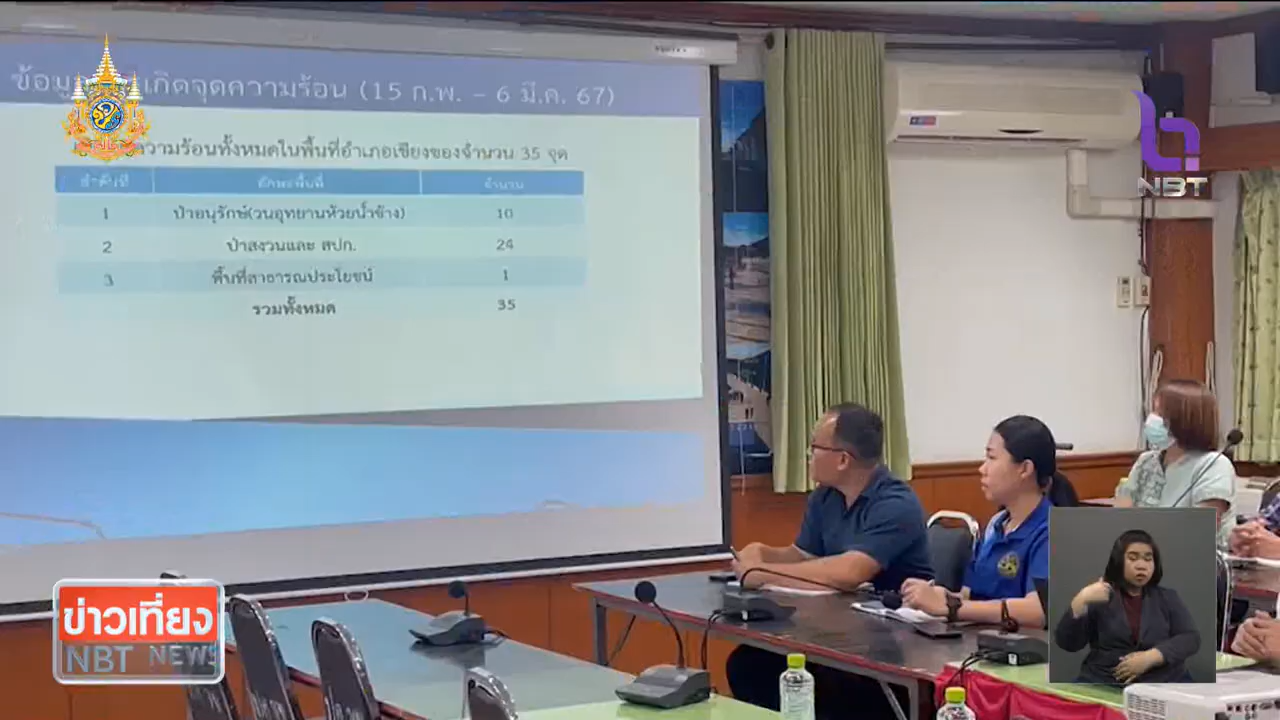 ข้อมูล เกิดจุดความร้อน (15 ก.พ. – 6 มี.ค. 67)
ความร้อนทั้งหมดในพื้นที่อำเภอเชียงของจำนวน 35 จุด
ลำดับที่ ลักษณะพื้นที่ จำนวน
1 ป่าอนุรักษ์(วนอุทยานห้วยน้ำช้าง) 10
2 ป่าสงวนและ สปก. 24
3 พื้นที่สาธารณประโยชน์ 1
รวมทั้งหมด 35
NBT
ข่าวเที่ยง
NBT NEWS